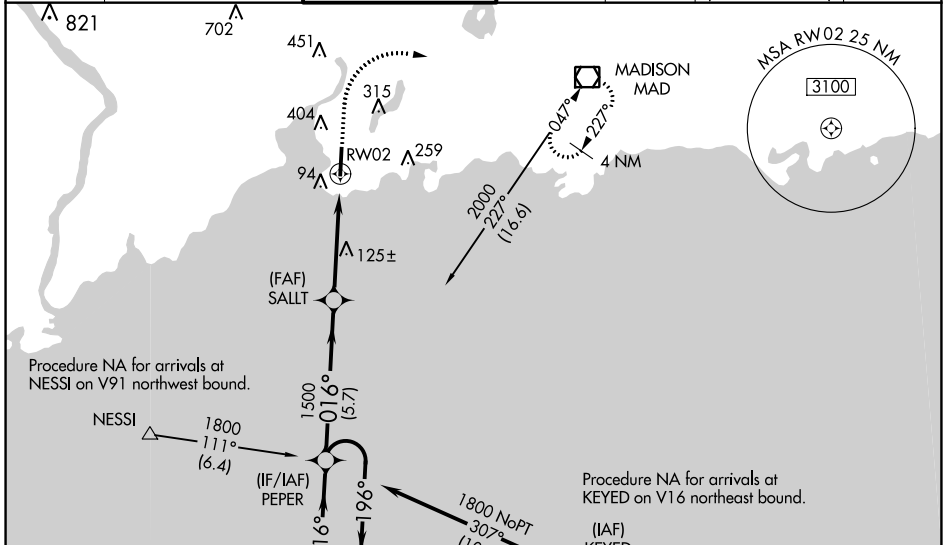 821
702
451
315
404
RW02
259
94
125±
MADISON
MAD
047°
227°
4 NM
2000
227°
(16.6)
MSA RW02 25 NM
3100
(FAF)
SALLT
Procedure NA for arrivals at
NESSI on V91 northwest bound.
NESSI
1800
111°
(6.4)
1500
016°
(5.7)
(IF/IAF)
PEPER
16°
196°
Procedure NA for arrivals at
KEYED on V16 northeast bound.
1800 NoPT
307°
(IAF)
KEYED